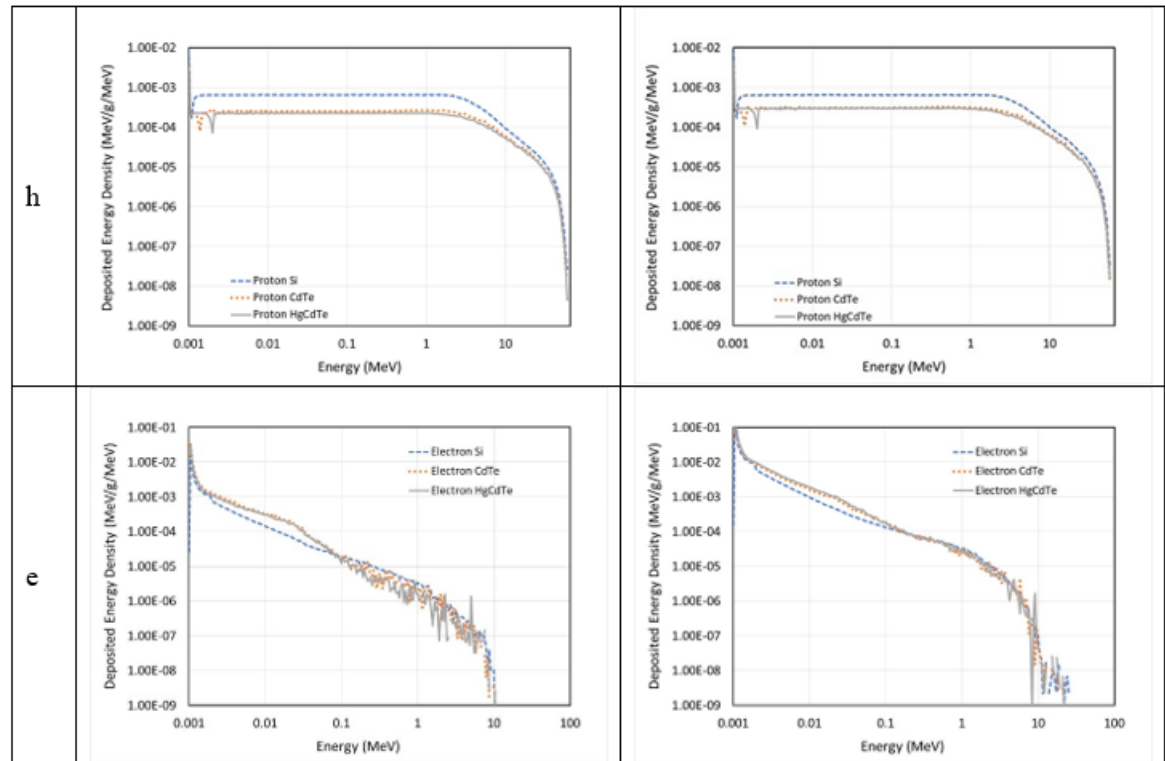 h
1.00E-02
1.00E-03
1.00E-04
1.00E-05
1.00E-06
1.00E-07
1.00E-08
1.00E-09
Deposited Energy Density (MeV/g/MeV)
Proton Si
Proton CdTe
Proton HgCdTe
0.001 0.01 0.1 1 10
Energy (MeV)
1.00E-02
1.00E-03
1.00E-04
1.00E-05
1.00E-06
1.00E-07
1.00E-08
1.00E-09
Deposited Energy Density (MeV/g/MeV)
Proton Si
Proton CdTe
Proton HgCdTe
0.001 0.01 0.1 1 10
Energy (MeV)
e
1.00E-01
1.00E-02
1.00E-03
1.00E-04
1.00E-05
1.00E-06
1.00E-07
1.00E-08
1.00E-09
Deposited Energy Density (MeV/g/MeV)
Electron Si
Electron CdTe
Electron HgCdTe
0.001 0.01 0.1 1 10 100
Energy (MeV)
1.00E-01
1.00E-02
1.00E-03
1.00E-04
1.00E-05
1.00E-06
1.00E-07
1.00E-08
1.00E-09
Deposited Energy Density (MeV/g/MeV)
Electron Si
Electron CdTe
Electron HgCdTe
0.001 0.01 0.1 1 10 100
Energy (MeV)